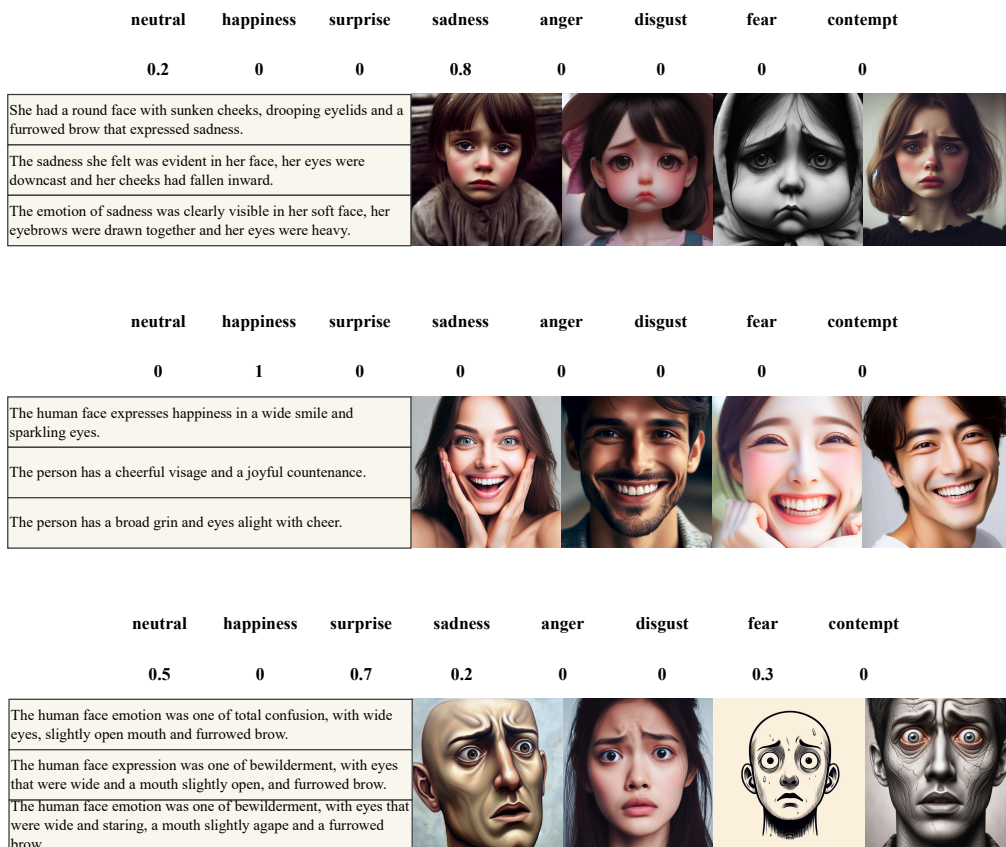 neutral happiness surprise sadness anger disgust fear contempt
0.2 0 0 0.8 0 0 0 0
She had a round face with sunken cheeks, drooping eyelids and a
furrowed brow that expressed sadness.
The sadness she felt was evident in her face, her eyes were
downcast and her cheeks had fallen inward.
The emotion of sadness was clearly visible in her soft face, her
eyebrows were drawn together and her eyes were heavy.
neutral happiness surprise sadness anger disgust fear contempt
0 1 0 0 0 0 0 0
The human face expresses happiness in a wide smile and
sparkling eyes.
The person has a cheerful visage and a joyful countenance.
The person has a broad grin and eyes alight with cheer.
neutral happiness surprise sadness anger disgust fear contempt
0.5 0 0.7 0.2 0 0 0.3 0
The human face emotion was one of total confusion, with wide
eyes, slightly open mouth and furrowed brow.
The human face expression was one of bewilderment, with eyes
that were wide and a mouth slightly open, and furrowed brow.
The human face emotion was one of bewilderment, with eyes that
were wide and staring, a mouth slightly agape and a furrowed
brow